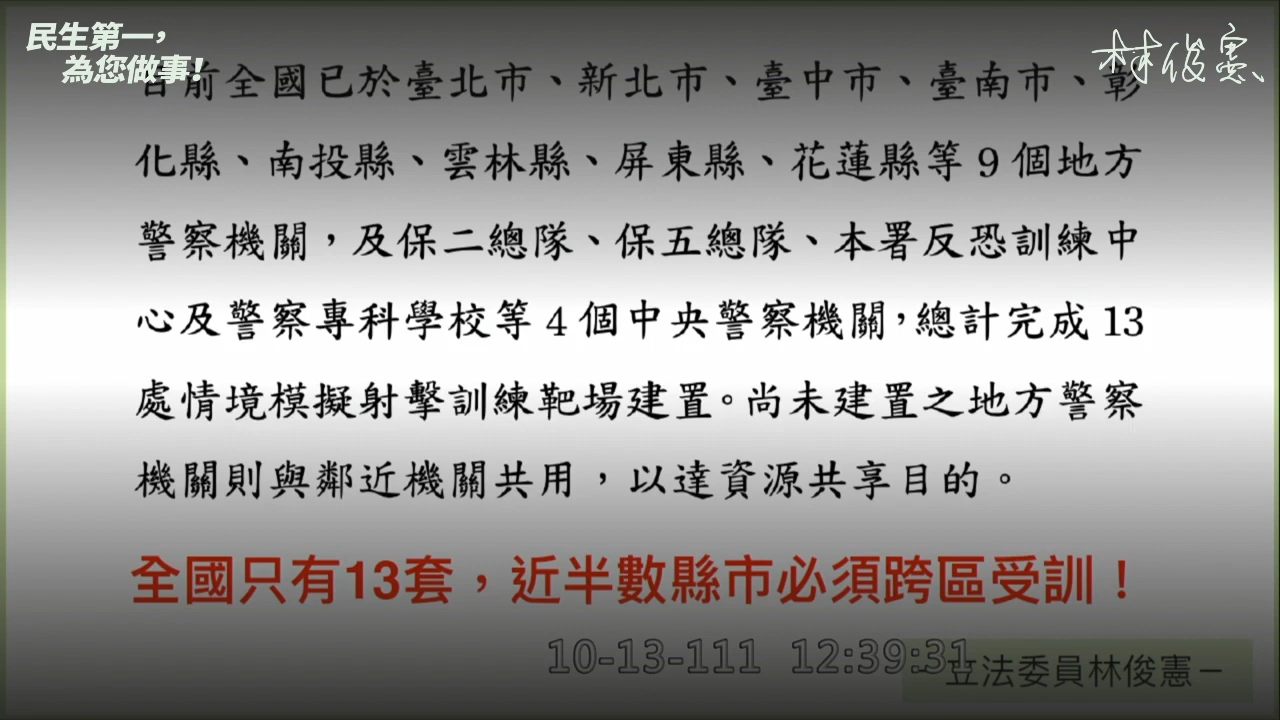 民生第一，
為您做事！
林俊憲
目前全國已於臺北市、新北市、臺中市、臺南市、彰
化縣、南投縣、雲林縣、屏東縣、花蓮縣等 9 個地方
警察機關，及保二總隊、保五總隊、本署反恐訓練中
心及警察專科學校等 4 個中央警察機關，總計完成 13
處情境模擬射擊訓練靶場建置。尚未建置之地方警察
機關則與鄰近機關共用，以達資源共享目的。
全國只有13套，近半數縣市必須跨區受訓！
10-13-111 12:39:31
－立法委員林俊憲－